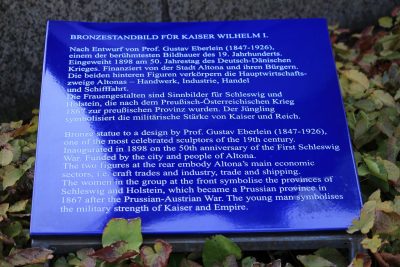 BRONZESTANDBILD FÜR KAISER WILHELM I.
Nach Entwurf von Prof. Gustav Eberlein (1847-1926),
einem der berühmtesten Bildhauer des 19. Jahrhunderts.
Eingeweiht 1898 am 50. Jahrestag des Deutsch-Dänischen
Krieges. Finanziert von der Stadt Altona und ihren Bürgern.
Die beiden hinteren Figuren verkörpern die Hauptwirtschafts-
zweige Altonas – Handwerk, Industrie, Handel
und Schifffahrt.
Die Frauengestalten sind Sinnbilder für Schleswig und
Holstein, die nach dem Preußisch-Österreichischen Krieg
1867 zur preußischen Provinz wurden. Der Jüngling
symbolisiert die militärische Stärke von Kaiser und Reich.
Bronze statue to a design by Prof. Gustav Eberlein (1847-1926),
one of the most celebrated sculptors of the 19th century.
Inaugurated in 1898 on the 50th anniversary of the First Schleswig
War. Funded by the city and people of Altona.
The two figures at the rear embody Altona's main economic
sectors, i.e. craft trades and industry, trade and shipping.
The women in the group at the front symbolise the provinces of
Schleswig and Holstein, which became a Prussian province in
1867 after the Prussian-Austrian War. The young man symbolises
the military strength of Kaiser and Empire.